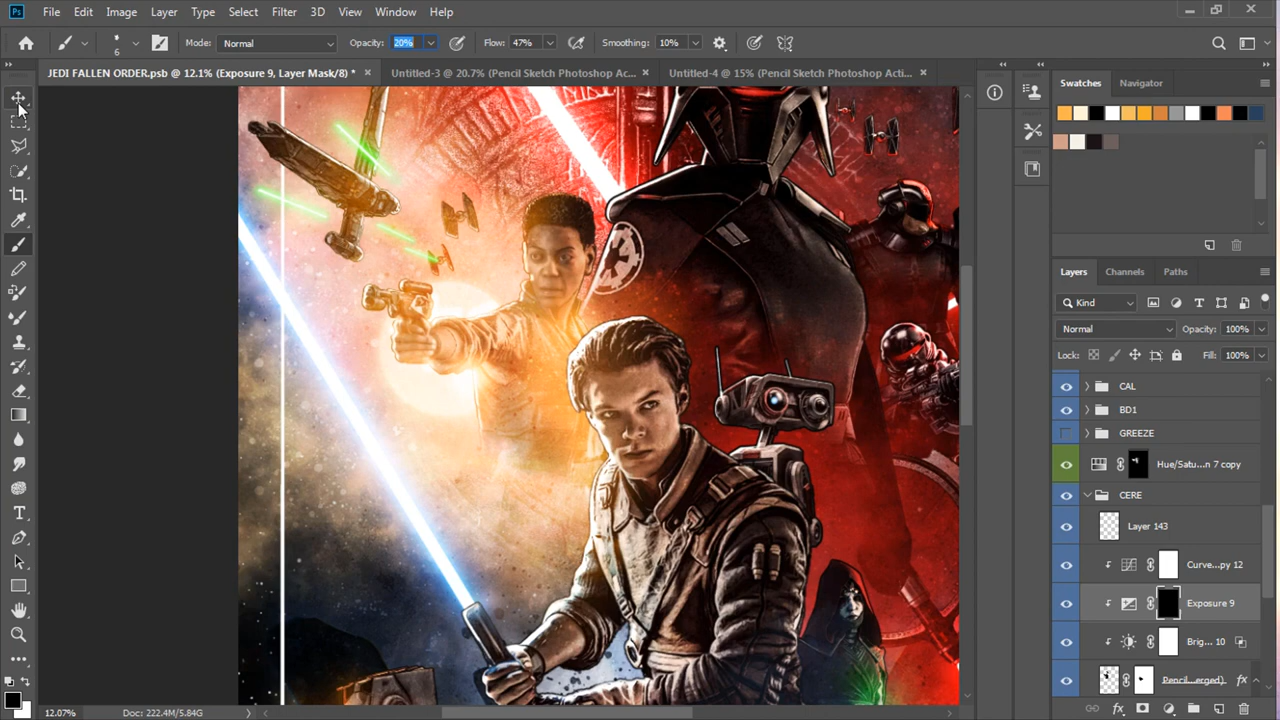 Ps File Edit Image Layer Type Select Filter 3D View Window Help
6 Mode: Normal Opacity: 20% Flow: 47% Smoothing: 10%
JEDI FALLEN ORDER.psb @ 12.1% (Exposure 9, Layer Mask/8) * × Untitled-3 @ 20.7% (Pencil Sketch Photoshop Ac... × Untitled-4 @ 15% (Pencil Sketch Photoshop Acti... ×
Swatches Navigator
Layers Channels Paths
Kind
Normal Opacity: 100%
Lock: Fill: 100%
CAL
BD1
GREEZE
Hue/Satu...n 7 copy
CERE
Layer 143
Curve...py 12
Exposure 9
Brig... 10
Pencil...erged) fx
12.07% Doc: 222.4M/5.84G
fx